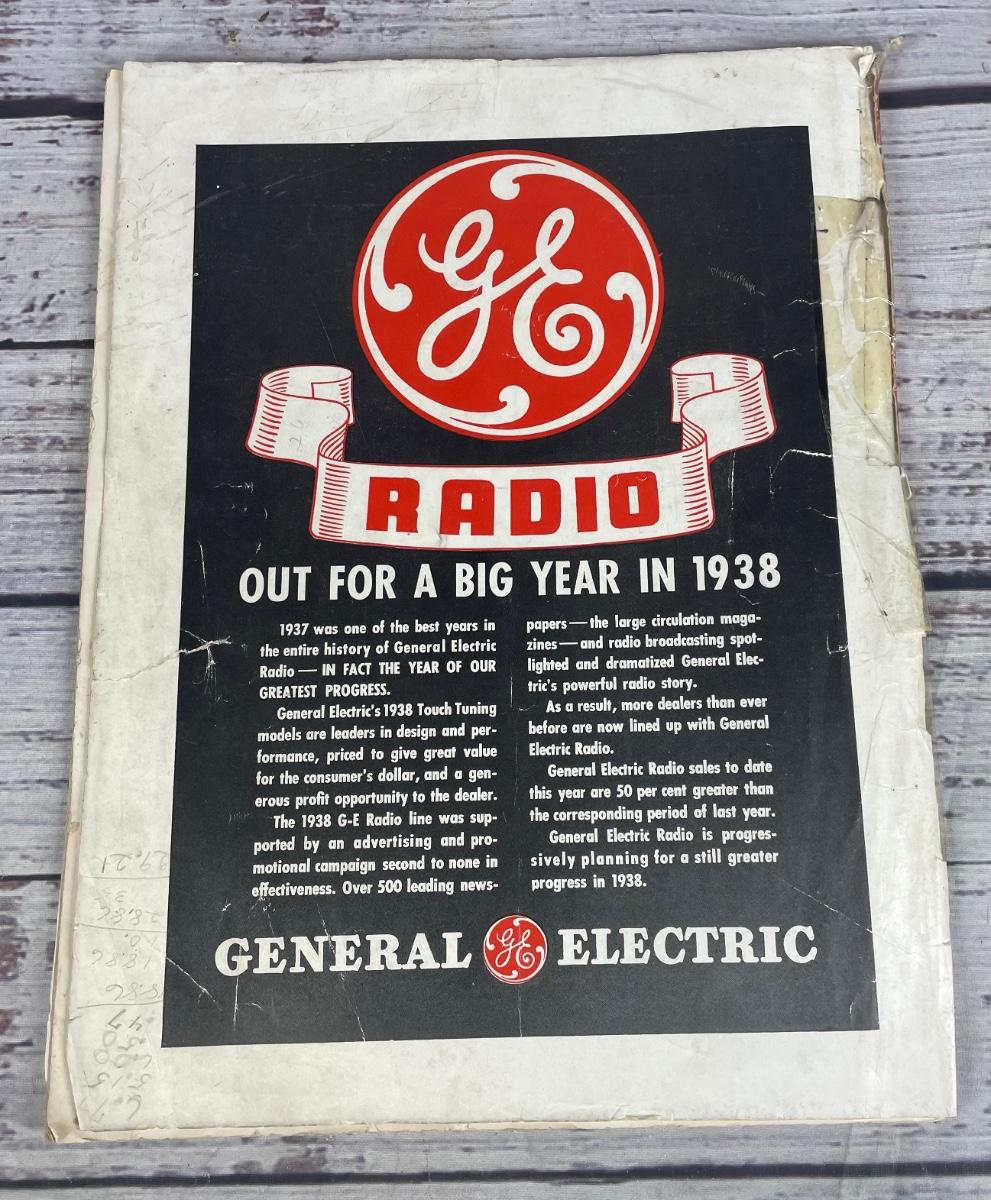 GE
RADIO
OUT FOR A BIG YEAR IN 1938
1937 was one of the best years in
the entire history of General Electric
Radio — IN FACT THE YEAR OF OUR
GREATEST PROGRESS.
General Electric's 1938 Touch Tuning
models are leaders in design and per-
formance, priced to give great value
for the consumer's dollar, and a gen-
erous profit opportunity to the dealer.
The 1938 G-E Radio line was sup-
ported by an advertising and pro-
motional campaign second to none in
effectiveness. Over 500 leading news-
papers — the large circulation maga-
zines — and radio broadcasting spot-
lighted and dramatized General Elec-
tric's powerful radio story.
As a result, more dealers than ever
before are now lined up with General
Electric Radio.
General Electric Radio sales to date
this year are 50 per cent greater than
the corresponding period of last year.
General Electric Radio is progres-
sively planning for a still greater
progress in 1938.
GENERAL GE ELECTRIC
29.21